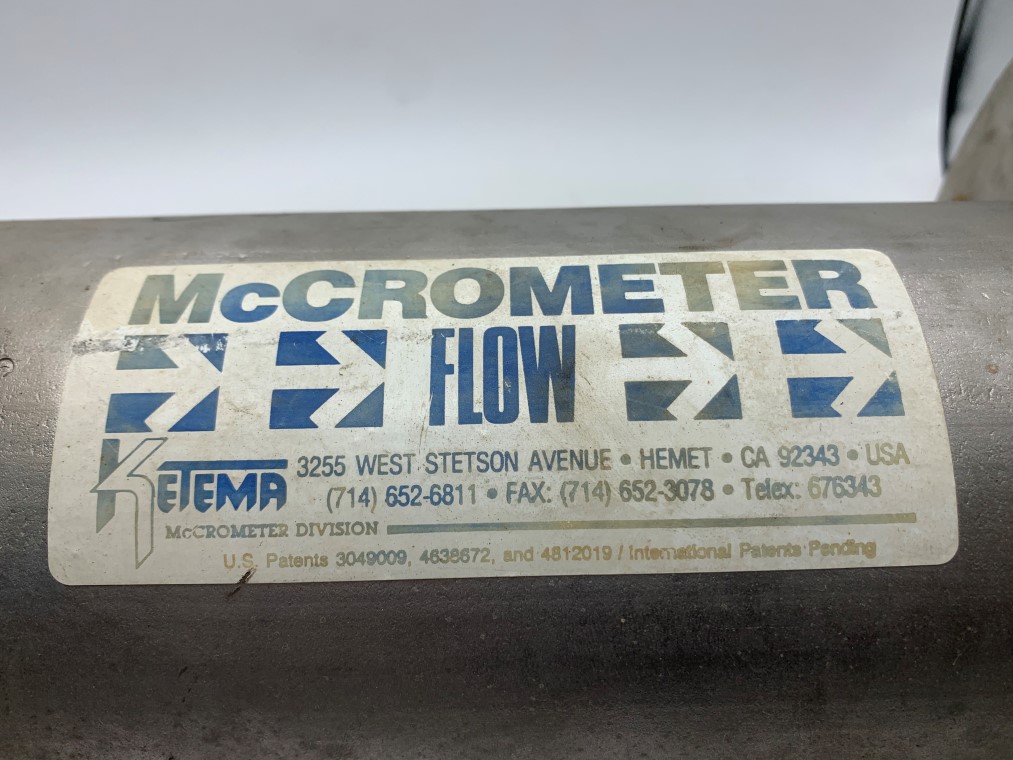 McCROMETER
FLOW
KETEMA
3255 WEST STETSON AVENUE • HEMET • CA 92343 • USA
(714) 652-6811 • FAX: (714) 652-3078 • Telex: 676343
McCROMETER DIVISION
U.S. Patents 3049009, 4638672, and 4812019 / International Patents Pending